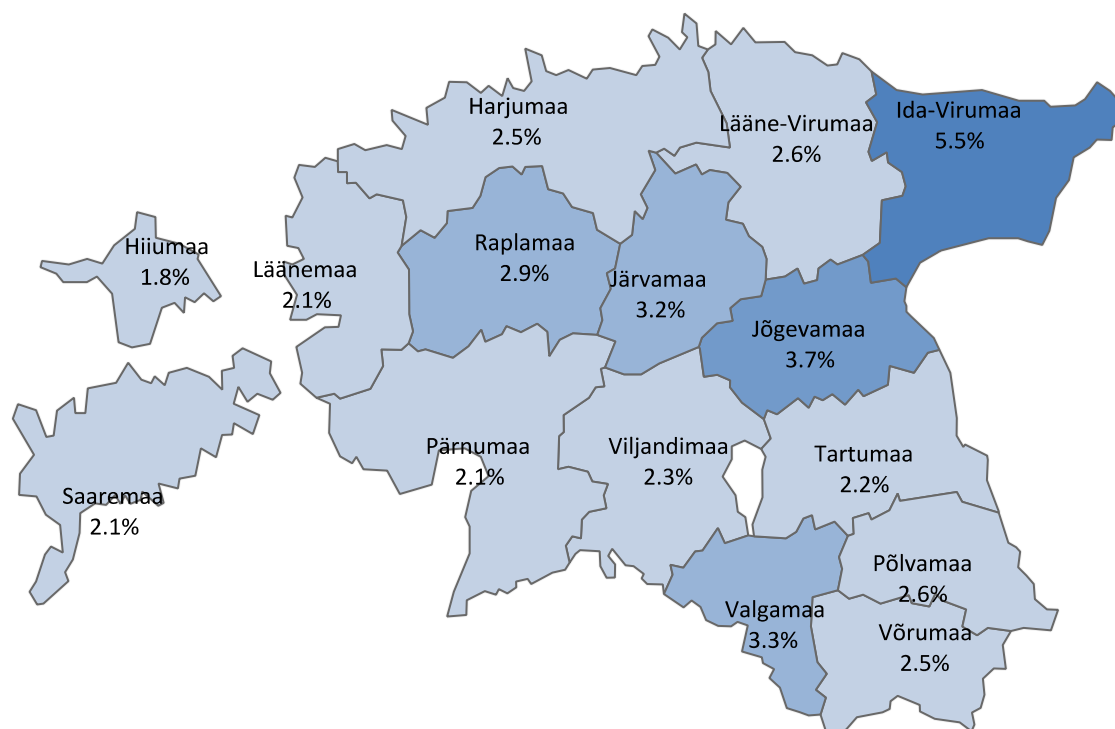 Harjumaa
2.5%
Lääne-Virumaa
2.6%
Ida-Virumaa
5.5%
Hiiumaa
1.8%
Läänemaa
2.1%
Raplamaa
2.9%
Järvamaa
3.2%
Jõgevamaa
3.7%
Saaremaa
2.1%
Pärnumaa
2.1%
Viljandimaa
2.3%
Tartumaa
2.2%
Põlvamaa
2.6%
Valgamaa
3.3%
Võrumaa
2.5%